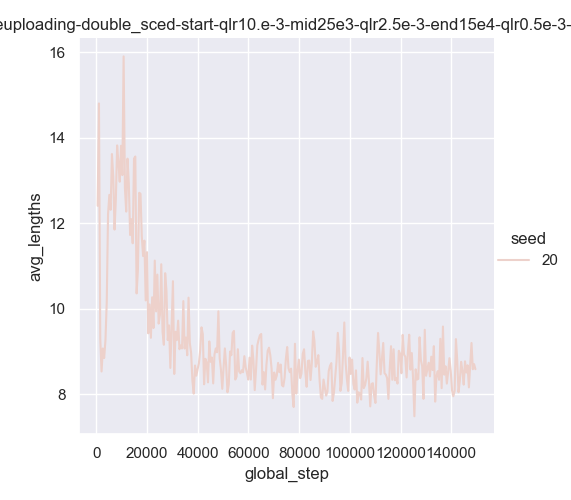 euploading-double_sced-start-qlr10.e-3-mid25e3-qlr2.5e-3-end15e4-qlr0.5e-3-
16
14
12
10
8
avg_lengths
0 20000 40000 60000 80000 100000 120000 140000
global_step
seed
20